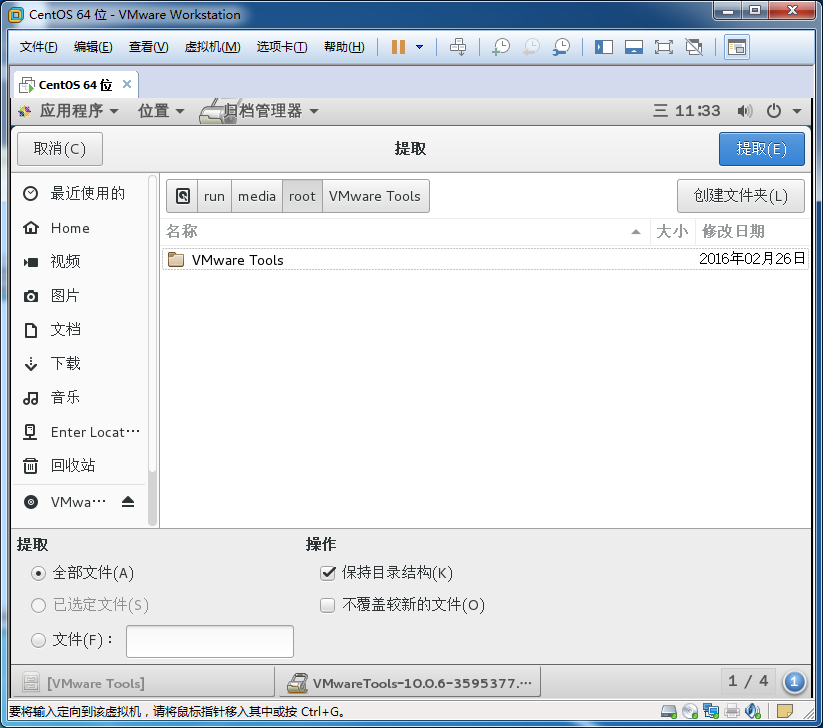 CentOS 64 位 - VMware Workstation
文件(F) 编辑(E) 查看(V) 虚拟机(M) 选项卡(T) 帮助(H)
CentOS 64 位
应用程序 位置 归档管理器 三 11:33
取消(C) 提取 提取(E)
最近使用的
Home
视频
图片
文档
下载
音乐
Enter Locat···
回收站
VMwa···
run media root VMware Tools 创建文件夹(L)
名称 大小 修改日期
VMware Tools 2016年02月26日
提取 操作
全部文件(A) 保持目录结构(K)
已选定文件(S) 不覆盖较新的文件(O)
文件(F)：
[VMware Tools] VMwareTools-10.0.6-3595377.··· 1 / 4 1
要将输入定向到该虚拟机，请将鼠标指针移入其中或按 Ctrl+G。